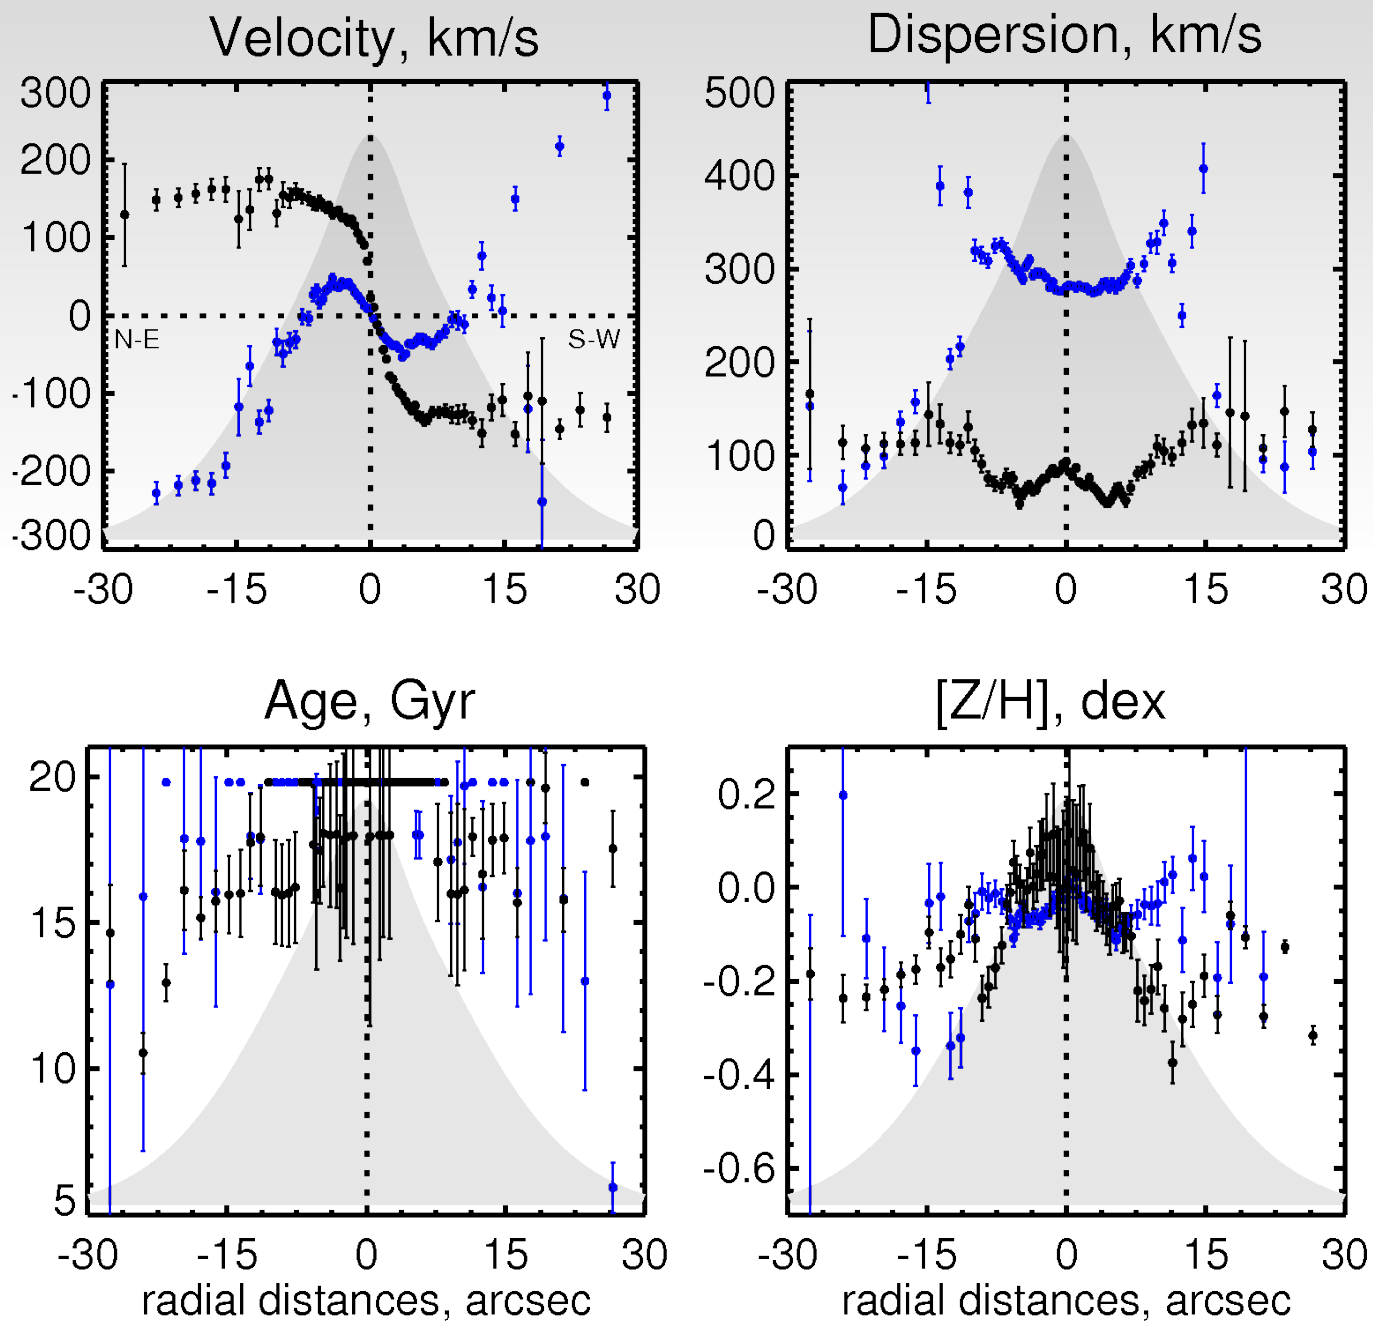 Velocity, km/s
Dispersion, km/s
300
200
100
0
-100
-200
-300
N-E
S-W
-30 -15 0 15 30
500
400
300
200
100
0
-30 -15 0 15 30
Age, Gyr
[Z/H], dex
20
15
10
5
-30 -15 0 15 30
radial distances, arcsec
0.2
0.0
-0.2
-0.4
-0.6
-30 -15 0 15 30
radial distances, arcsec